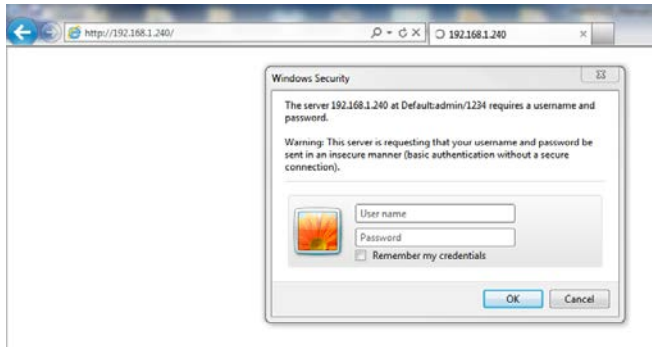 http://192.168.1.240/
192.168.1.240
Windows Security
The server 192.168.1.240 at Default:admin/1234 requires a username and
password.
Warning: This server is requesting that your username and password be
sent in an insecure manner (basic authentication without a secure
connection).
User name
Password
Remember my credentials
OK
Cancel